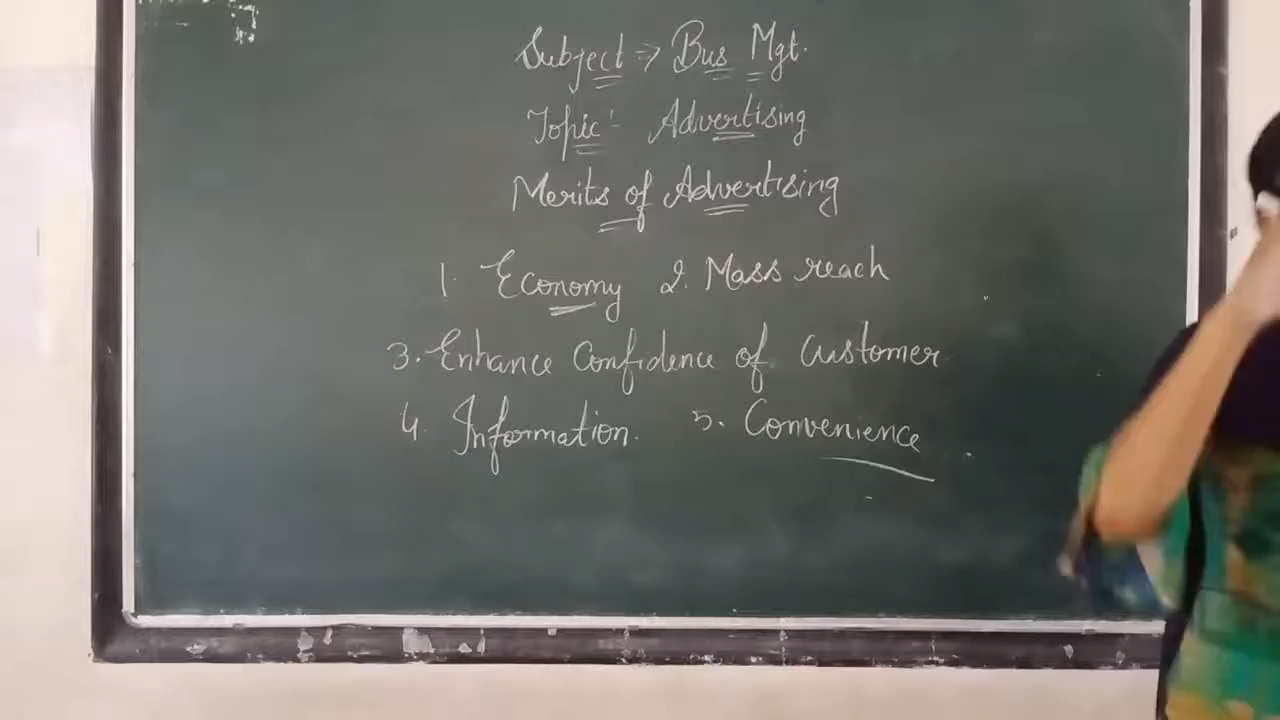 Subject => Bus Mgt.
Topic:- Advertising
Merits of Advertising
1. Economy 2. Mass reach
3. Enhance Confidence of Customer
4. Information. 5. Convenience